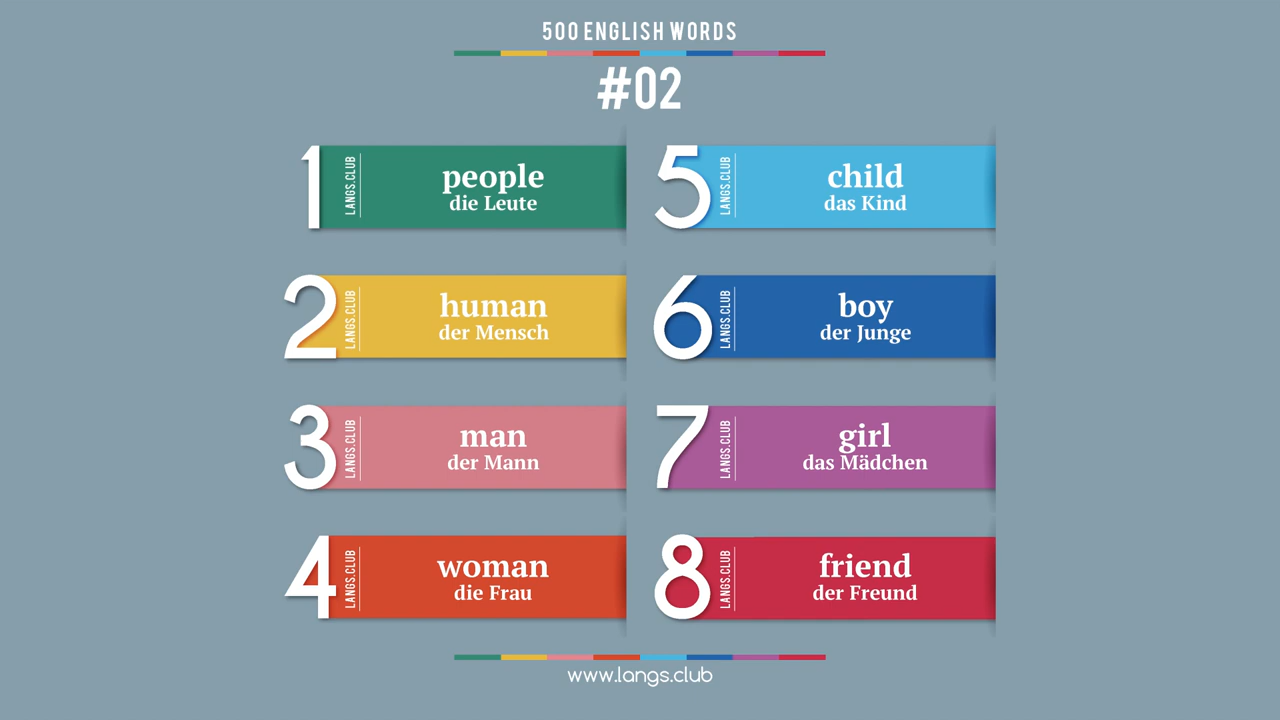 500 ENGLISH WORDS
#02
1
LANGS.CLUB
people
die Leute
2
LANGS.CLUB
human
der Mensch
3
LANGS.CLUB
man
der Mann
4
LANGS.CLUB
woman
die Frau
5
LANGS.CLUB
child
das Kind
6
LANGS.CLUB
boy
der Junge
7
LANGS.CLUB
girl
das Mädchen
8
LANGS.CLUB
friend
der Freund
www.langs.club